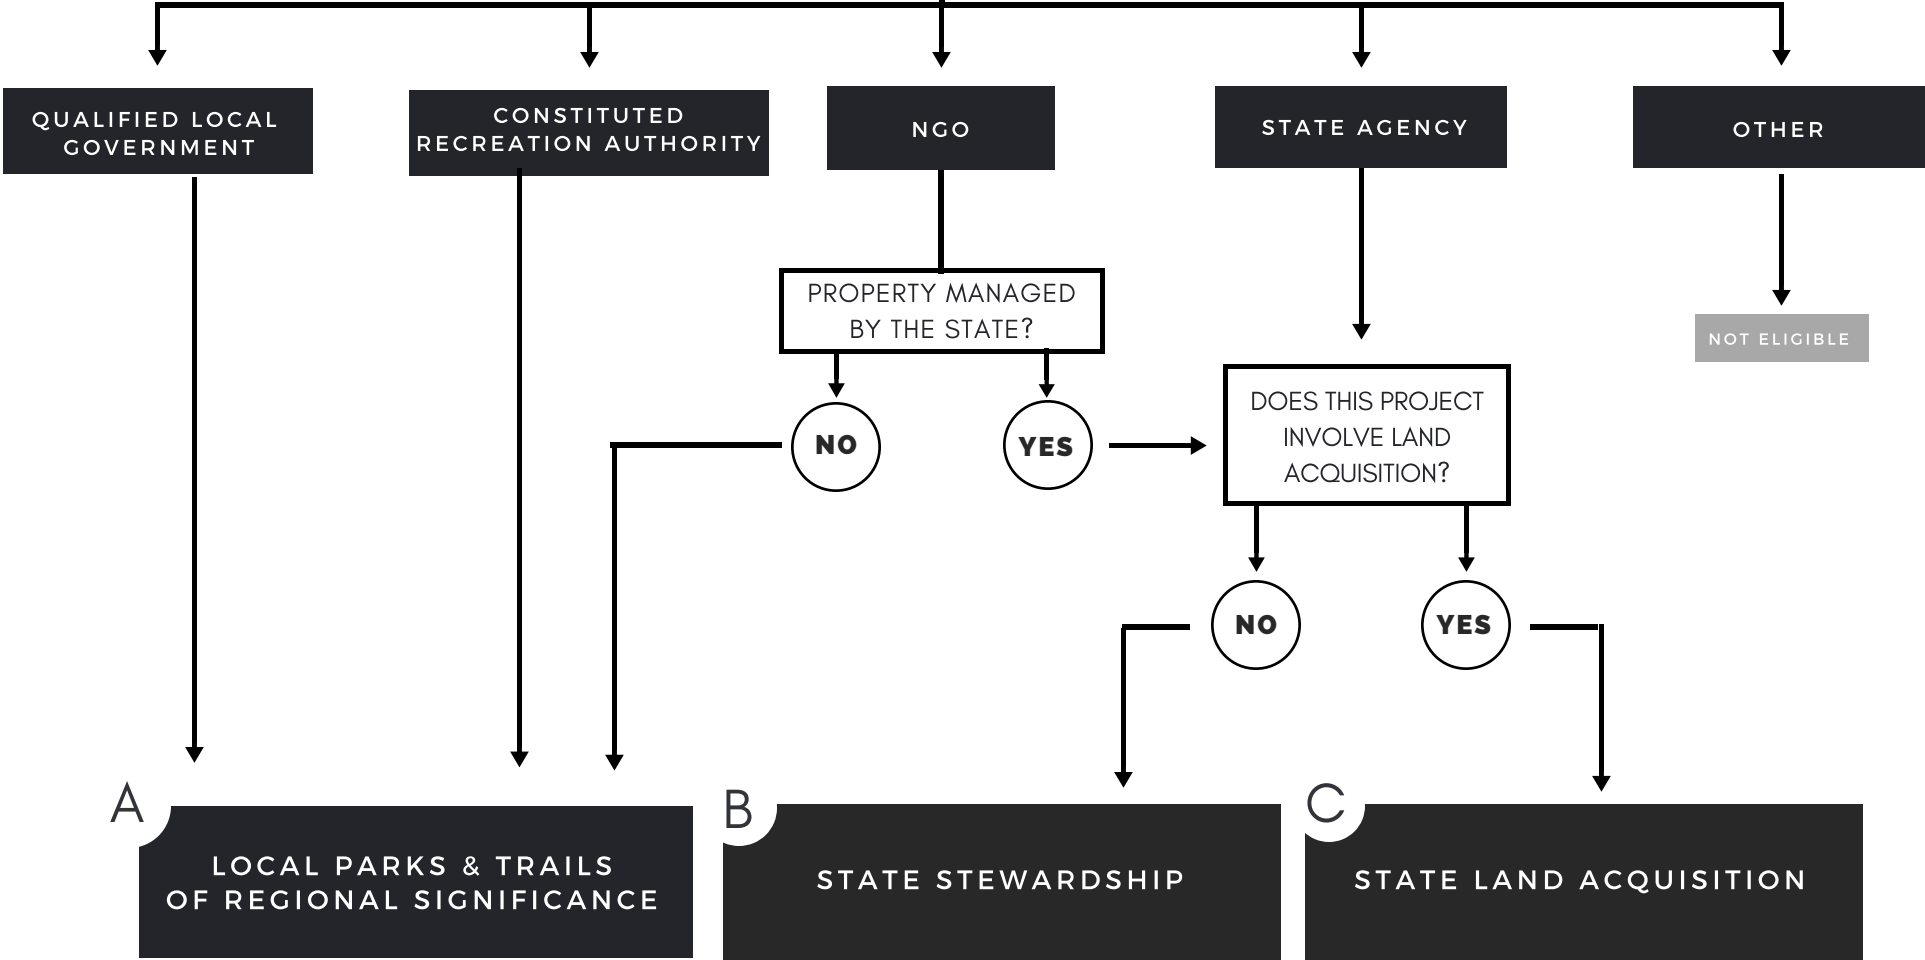 QUALIFIED LOCAL
GOVERNMENT
CONSTITUTED
RECREATION AUTHORITY
NGO
STATE AGENCY
OTHER
PROPERTY MANAGED
BY THE STATE?
NOT ELIGIBLE
DOES THIS PROJECT
INVOLVE LAND
ACQUISITION?
NO
YES
NO
YES
A
LOCAL PARKS & TRAILS
OF REGIONAL SIGNIFICANCE
B
STATE STEWARDSHIP
C
STATE LAND ACQUISITION